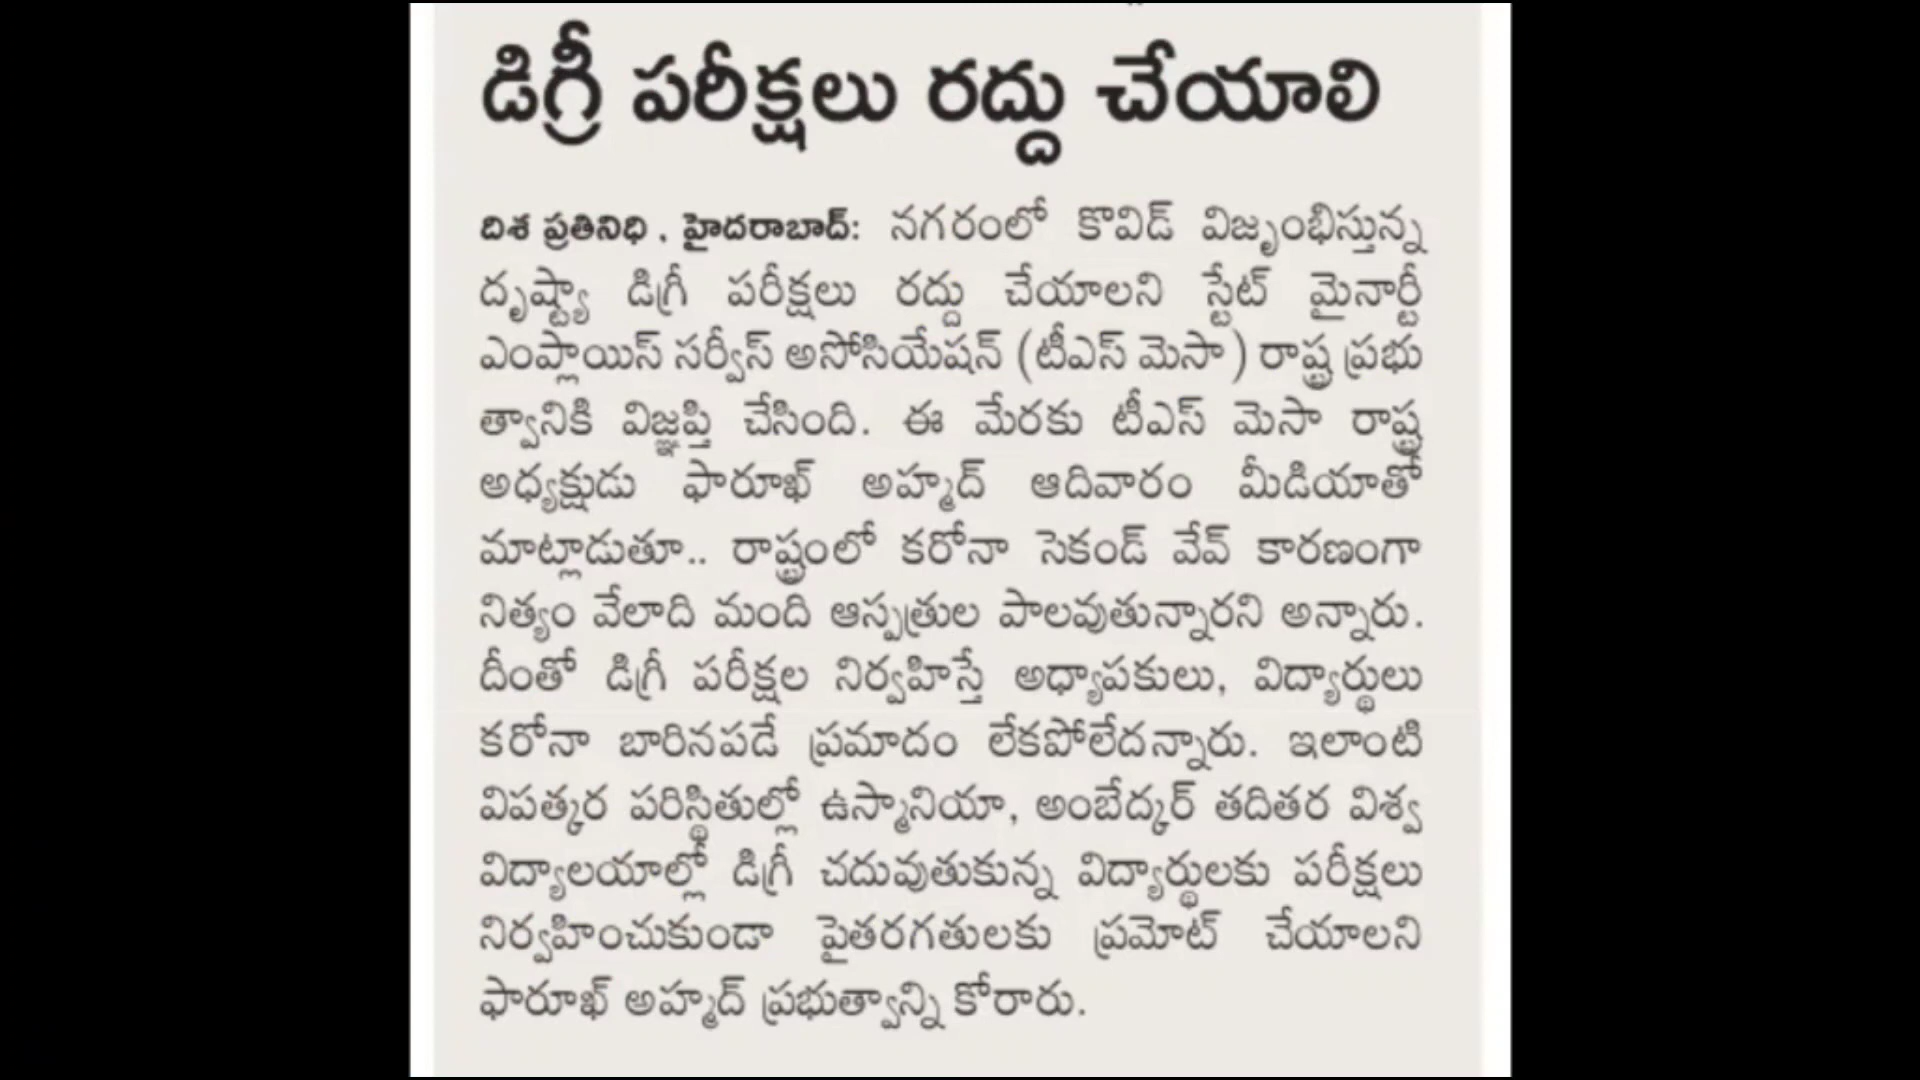 డిగ్రీ పరీక్షలు రద్దు చేయాలి
దిశ ప్రతినిధి , హైదరాబాద్: నగరంలో కొవిడ్ విజృంభిస్తున్న
దృష్ట్యా డిగ్రీ పరీక్షలు రద్దు చేయాలని స్టేట్ మైనార్టీ
ఎంప్లాయిస్ సర్వీస్ అసోసియేషన్ (టీఎస్ మెసా) రాష్ట్ర ప్రభు
త్వానికి విజ్ఞప్తి చేసింది. ఈ మేరకు టీఎస్ మెసా రాష్ట్ర
అధ్యక్షుడు ఫారూఖ్ అహ్మద్ ఆదివారం మీడియాతో
మాట్లాడుతూ.. రాష్ట్రంలో కరోనా సెకండ్ వేవ్ కారణంగా
నిత్యం వేలాది మంది ఆస్పత్రుల పాలవుతున్నారని అన్నారు.
దీంతో డిగ్రీ పరీక్షల నిర్వహిస్తే అధ్యాపకులు, విద్యార్థులు
కరోనా బారినపడే ప్రమాదం లేకపోలేదన్నారు. ఇలాంటి
విపత్కర పరిస్థితుల్లో ఉస్మానియా, అంబేద్కర్ తదితర విశ్వ
విద్యాలయాల్లో డిగ్రీ చదువుతుకున్న విద్యార్థులకు పరీక్షలు
నిర్వహించుకుండా పైతరగతులకు ప్రమోట్ చేయాలని
ఫారూఖ్ అహ్మద్ ప్రభుత్వాన్ని కోరారు.